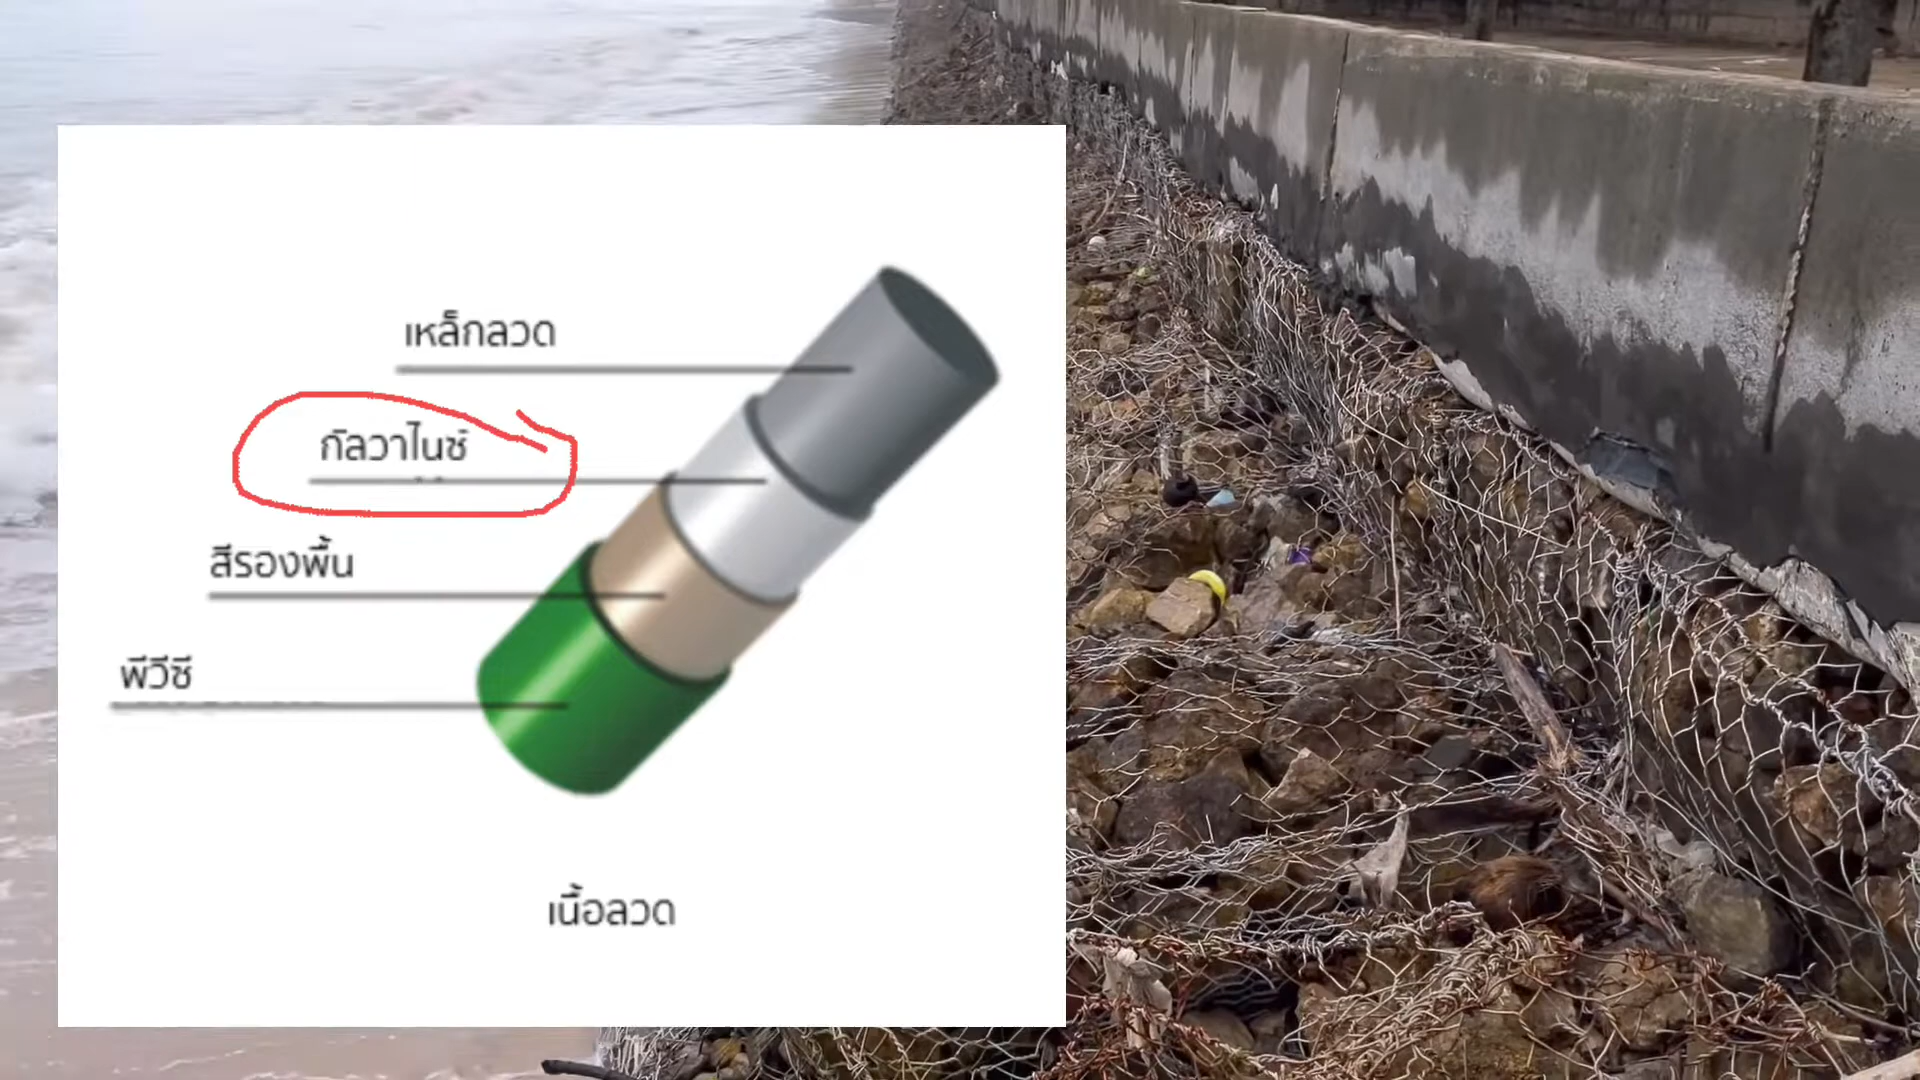 เหล็กลวด
กัลวาไนซ์
สีรองพื้น
พีวีซี
เนื้อลวด